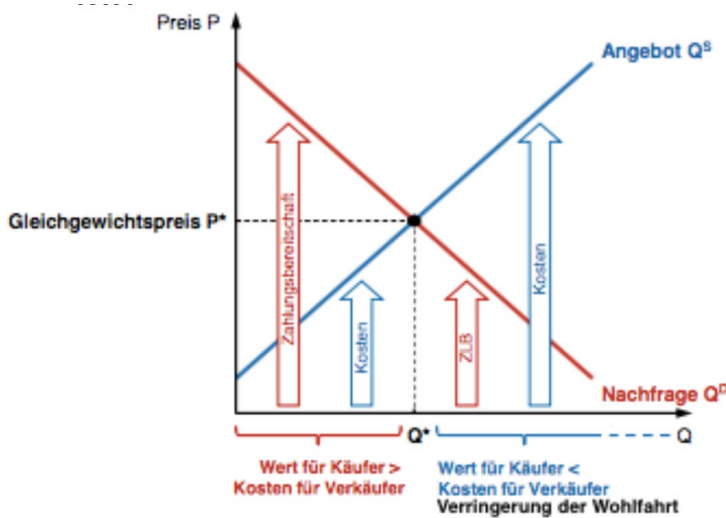 Preis P
Angebot Q^S
Zahlungsbereitschaft
Gleichgewichtspreis P*
Kosten
Kosten
ZLB
Nachfrage Q^D
Q*
Q
Wert für Käufer >
Kosten für Verkäufer
Wert für Käufer <
Kosten für Verkäufer
Verringerung der Wohlfahrt